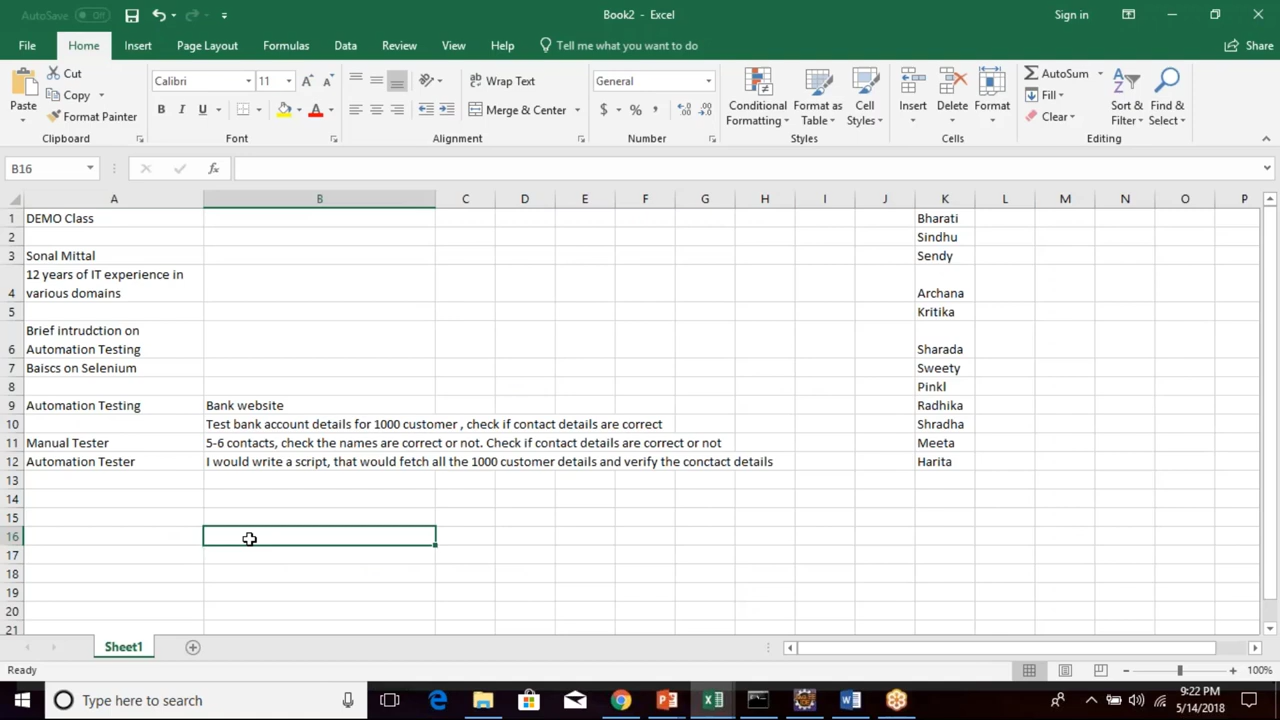 AutoSave Off
Book2 - Excel
Sign in
File Home Insert Page Layout Formulas Data Review View Help Tell me what you want to do Share
Paste Cut Copy Format Painter
Calibri 11
B I U
Wrap Text
Merge & Center
General
$ % ,
Conditional Formatting Format as Table Cell Styles
Insert Delete Format
AutoSum Fill Clear
Sort & Filter Find & Select
Clipboard Font Alignment Number Styles Cells Editing
B16 fx
A B C D E F G H I J K L M N O P
1 DEMO Class Bharati
2 Sindhu
3 Sonal Mittal Sendy
12 years of IT experience in
4 various domains Archana
5 Kritika
Brief intrudction on
6 Automation Testing Sharada
7 Baiscs on Selenium Sweety
8 Pinkl
9 Automation Testing Bank website Radhika
10 Test bank account details for 1000 customer , check if contact details are correct Shradha
11 Manual Tester 5-6 contacts, check the names are correct or not. Check if contact details are correct or not Meeta
12 Automation Tester I would write a script, that would fetch all the 1000 customer details and verify the conctact details Harita
13
14
15
16
17
18
19
20
21
Sheet1
Ready 100%
Type here to search
9:22 PM
5/14/2018